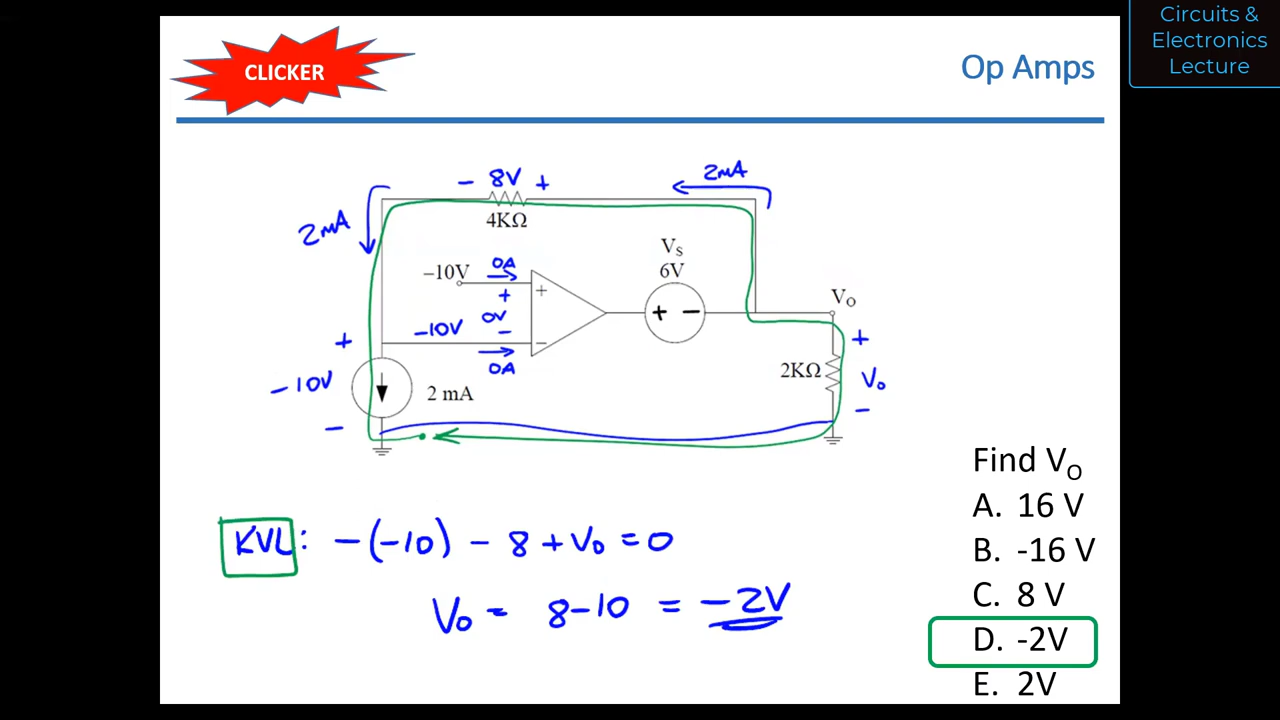 Circuits &
Electronics
Lecture
CLICKER
Op Amps
- 8V +
2mA
4KΩ
2mA
Vs
6V
−10V
0A
+
+
0V
-10V
-
−
0A
+ −
Vo
+
+
2KΩ
Vo
-10V
2 mA
-
-
Find VO
A. 16 V
B. -16 V
C. 8 V
D. -2V
E. 2V
KVL: -(-10) - 8 + Vo = 0
Vo = 8-10 = -2V